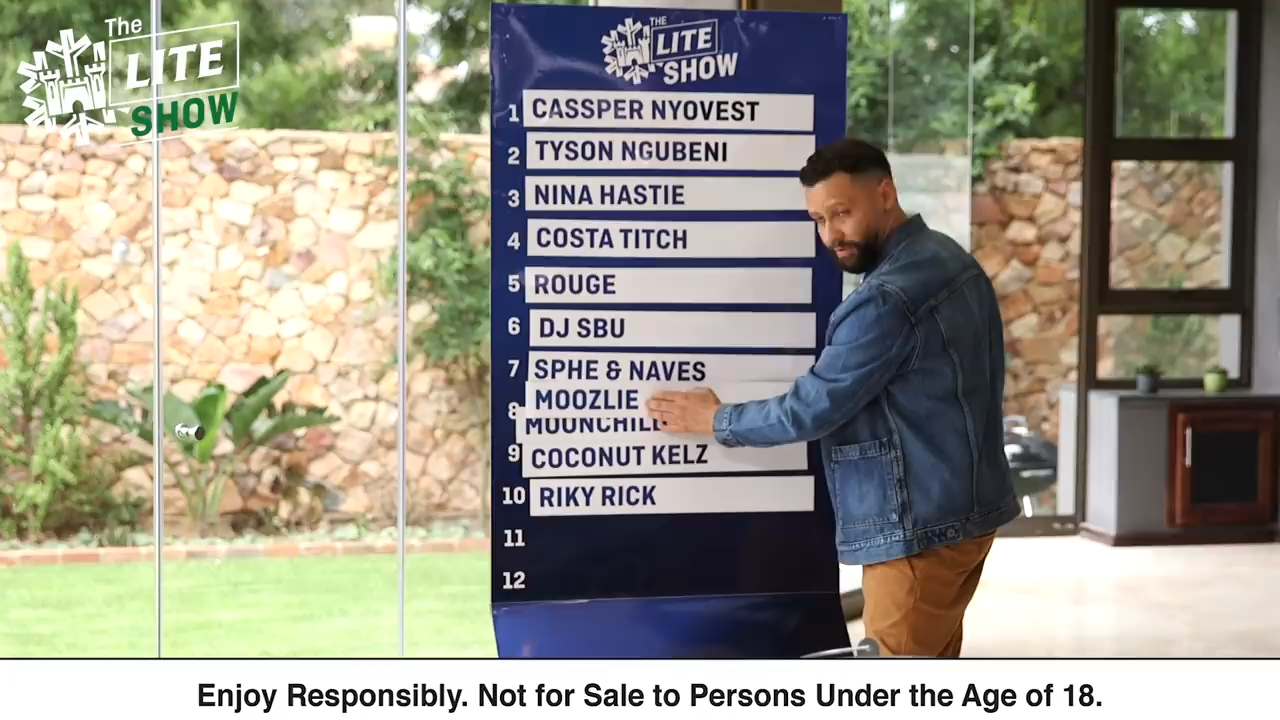 The
LITE
SHOW
THE
LITE
SHOW
1 CASSPER NYOVEST
2 TYSON NGUBENI
3 NINA HASTIE
4 COSTA TITCH
5 ROUGE
6 DJ SBU
7 SPHE & NAVES
MOOZLIE
8
MOONCHILD
9 COCONUT KELZ
10 RIKY RICK
11
12
Enjoy Responsibly. Not for Sale to Persons Under the Age of 18.